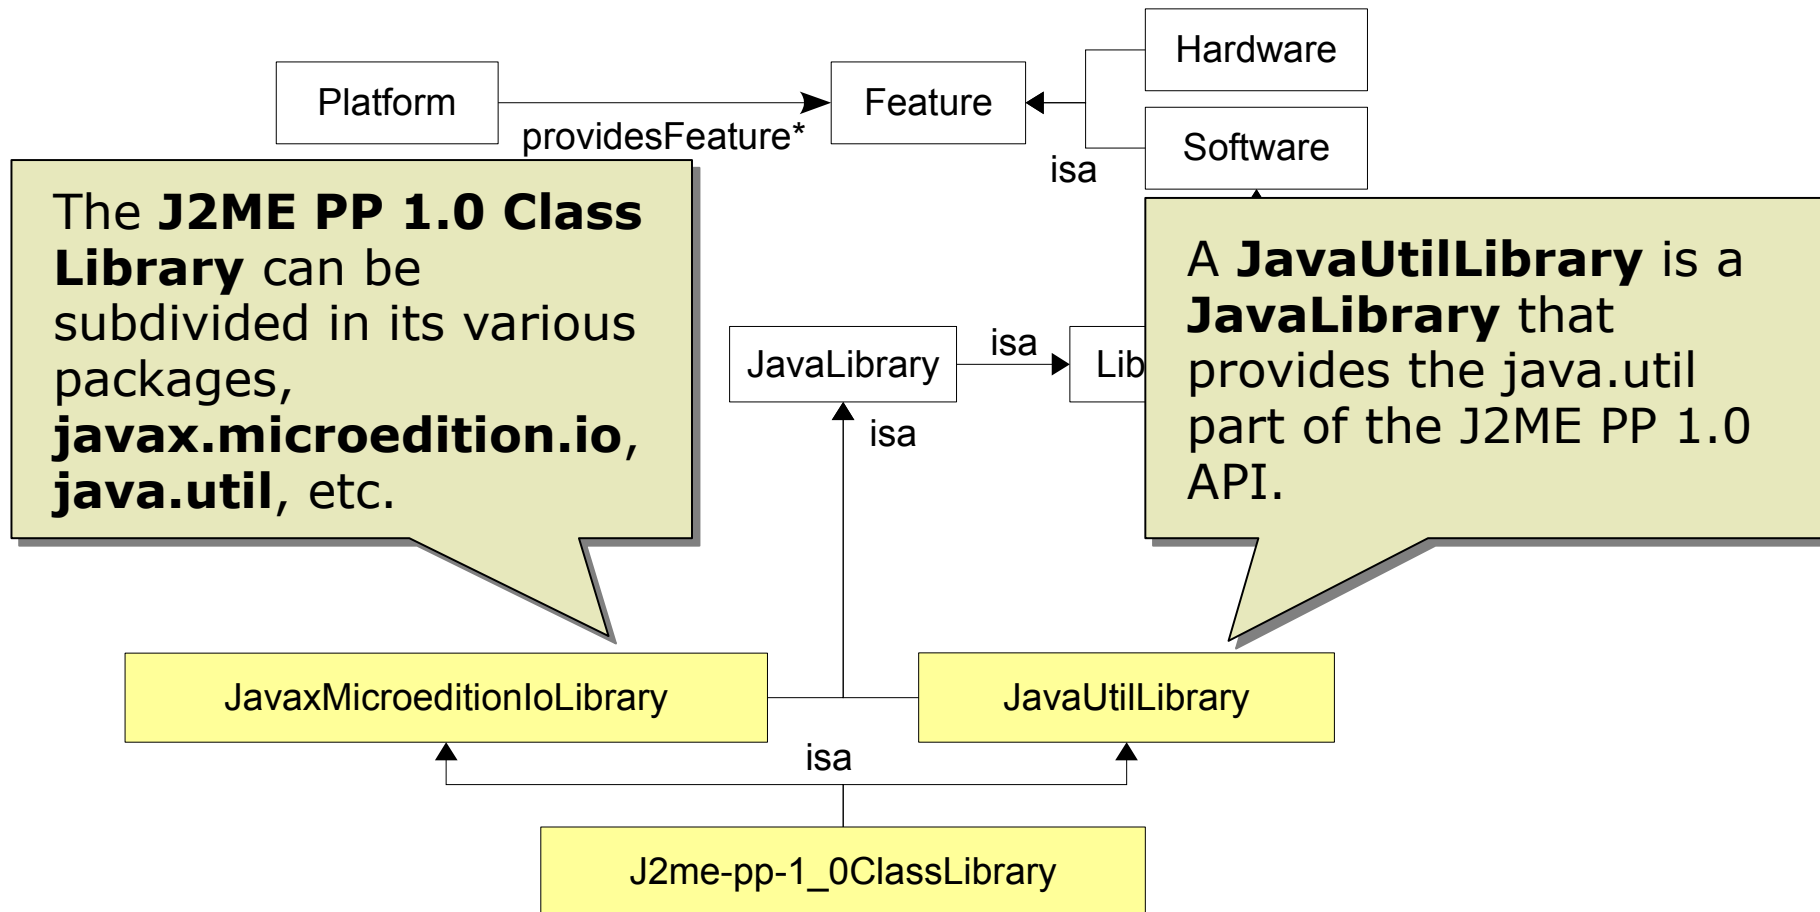 Hardware
Platform
Feature
providesFeature*
Software
isa
The J2ME PP 1.0 Class
Library can be
subdivided in its various
packages,
javax.microedition.io,
java.util, etc.
A JavaUtilLibrary is a
JavaLibrary that
provides the java.util
part of the J2ME PP 1.0
API.
JavaLibrary
isa
Lib
isa
JavaxMicroeditionIoLibrary
JavaUtilLibrary
isa
J2me-pp-1_0ClassLibrary